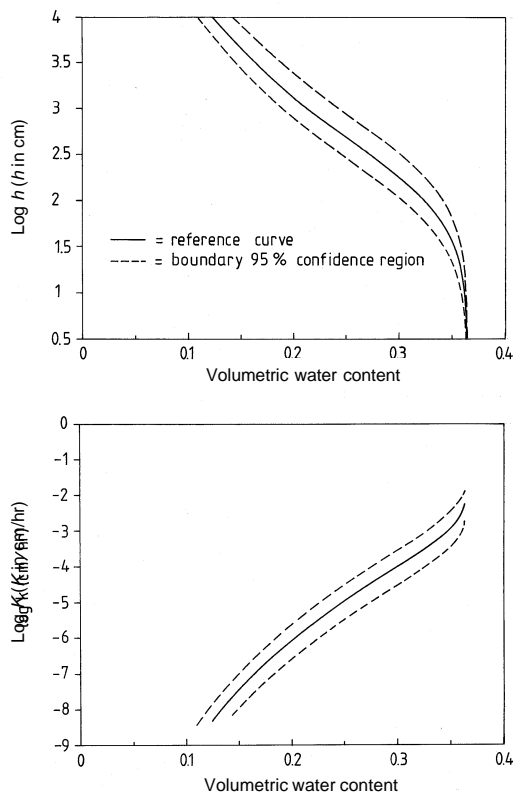 4
3.5
3
2.5
2
1.5
1
0.5
Log h (h in cm)
= reference curve
= boundary 95 % confidence region
0 0.1 0.2 0.3 0.4
Volumetric water content
0
-1
-2
-3
-4
-5
-6
-7
-8
-9
0 0.1 0.2 0.3 0.4
Volumetric water content